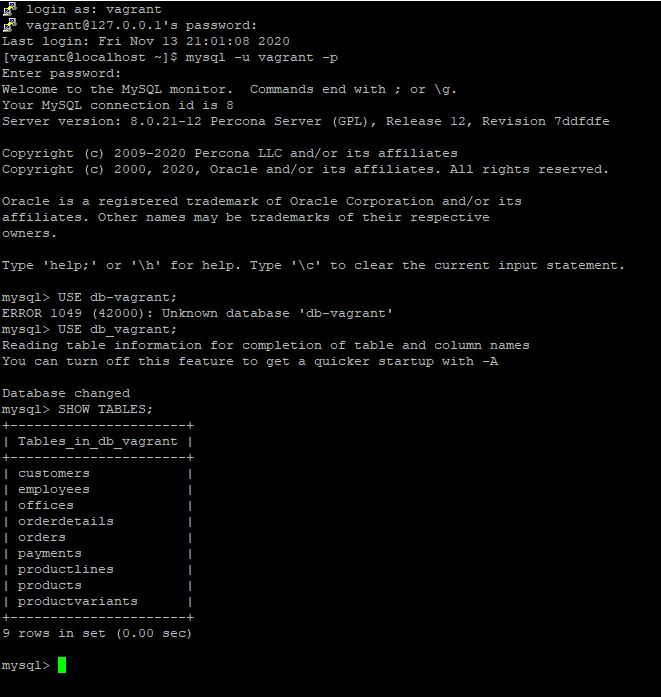 login as: vagrant
vagrant@127.0.0.1's password:
Last login: Fri Nov 13 21:01:08 2020
[vagrant@localhost ~]$ mysql -u vagrant -p
Enter password:
Welcome to the MySQL monitor.  Commands end with ; or \g.
Your MySQL connection id is 8
Server version: 8.0.21-12 Percona Server (GPL), Release 12, Revision 7ddfdfe

Copyright (c) 2009-2020 Percona LLC and/or its affiliates
Copyright (c) 2000, 2020, Oracle and/or its affiliates. All rights reserved.

Oracle is a registered trademark of Oracle Corporation and/or its
affiliates. Other names may be trademarks of their respective
owners.

Type 'help;' or '\h' for help. Type '\c' to clear the current input statement.

mysql> USE db-vagrant;
ERROR 1049 (42000): Unknown database 'db-vagrant'
mysql> USE db_vagrant;
Reading table information for completion of table and column names
You can turn off this feature to get a quicker startup with -A

Database changed
mysql> SHOW TABLES;
+----------------------+
| Tables_in_db_vagrant |
+----------------------+
| customers            |
| employees            |
| offices              |
| orderdetails         |
| orders               |
| payments             |
| productlines         |
| products             |
| productvariants      |
+----------------------+
9 rows in set (0.00 sec)

mysql>